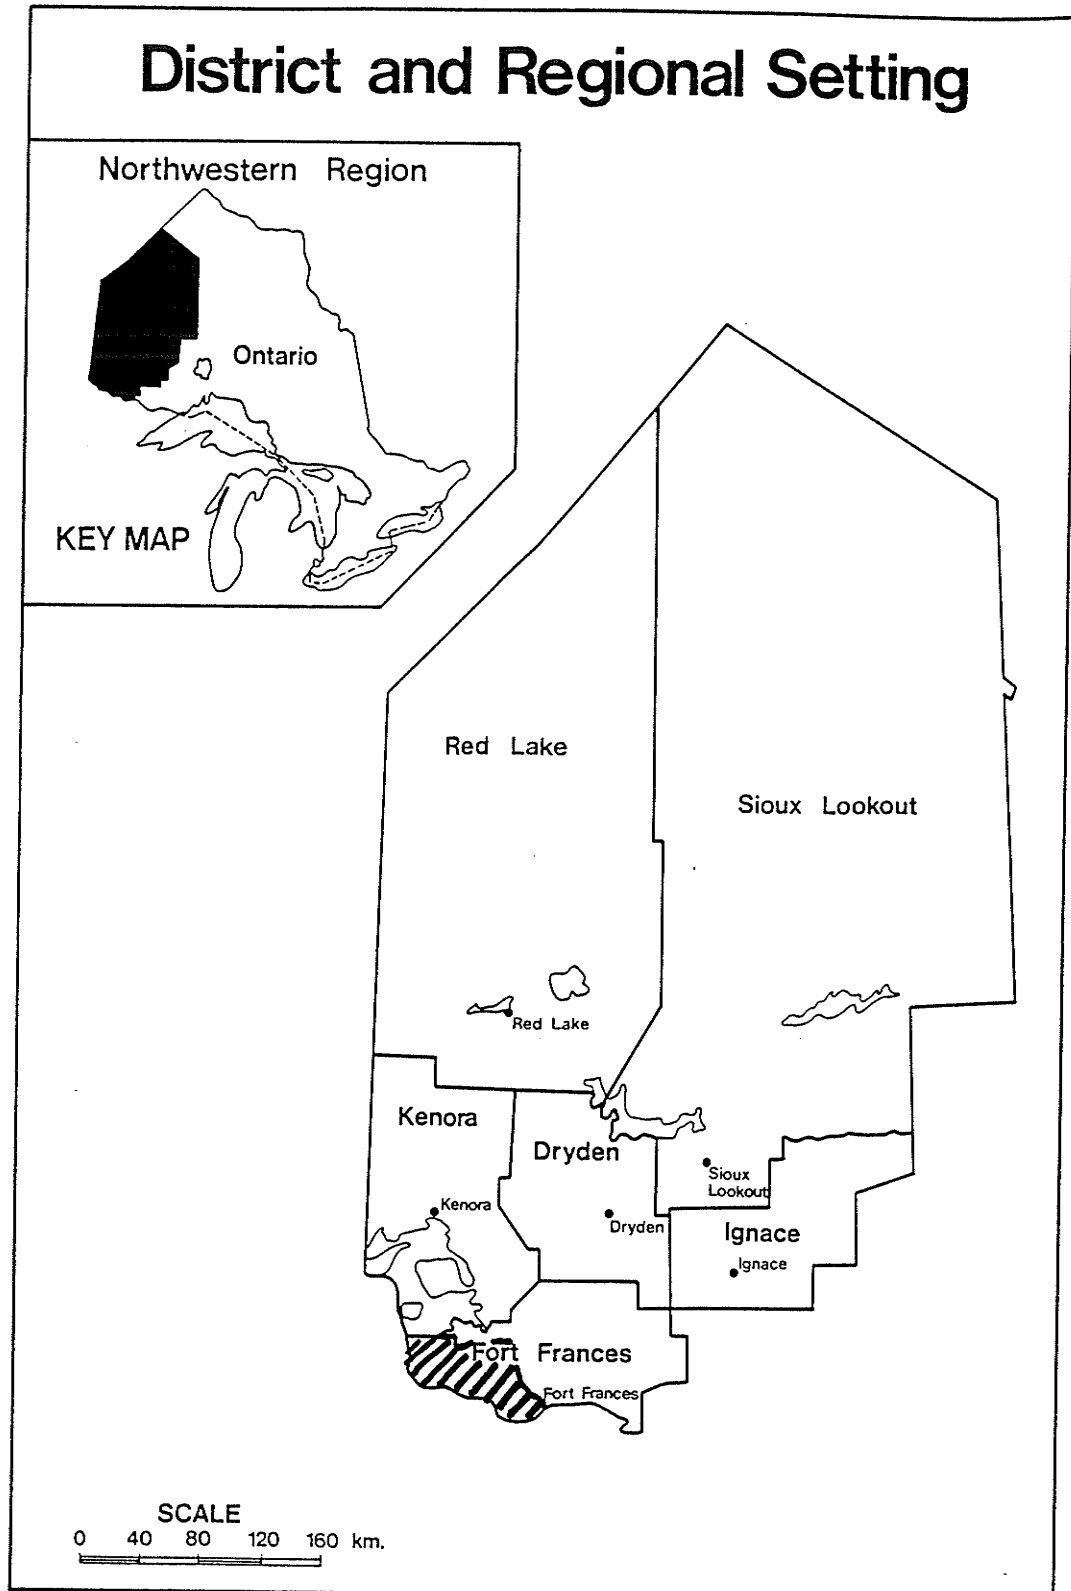 District and Regional Setting
Northwestern Region
Ontario
KEY MAP
Red Lake
Sioux Lookout
Red Lake
Kenora
Dryden
Sioux
Lookout
Kenora
Dryden
Ignace
Ignace
Fort Frances
Fort Frances
SCALE
0 40 80 120 160 km.